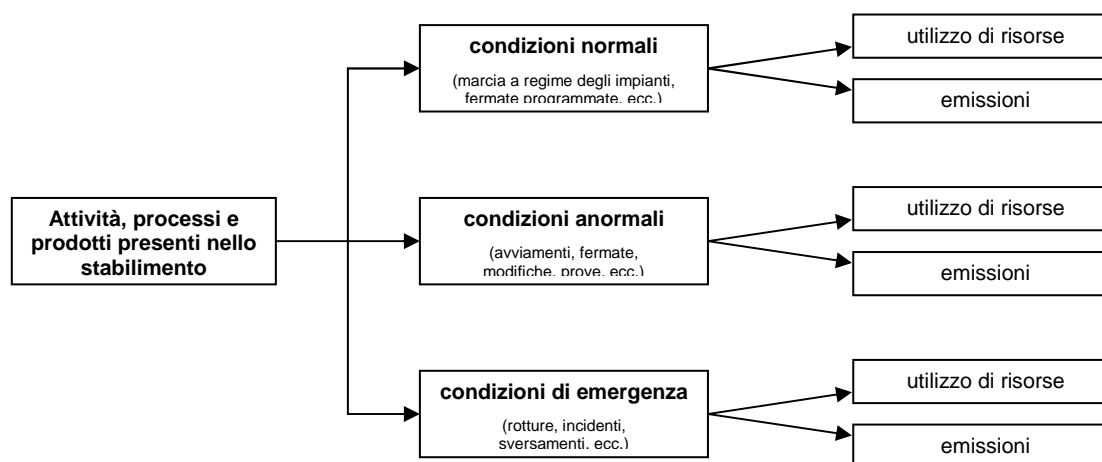 Attività, processi e
prodotti presenti nello
stabilimento
condizioni normali
(marcia a regime degli impianti,
fermate programmate, ecc.)
utilizzo di risorse
emissioni
condizioni anormali
(avviamenti, fermate,
modifiche, prove, ecc.)
utilizzo di risorse
emissioni
condizioni di emergenza
(rotture, incidenti,
sversamenti, ecc.)
utilizzo di risorse
emissioni